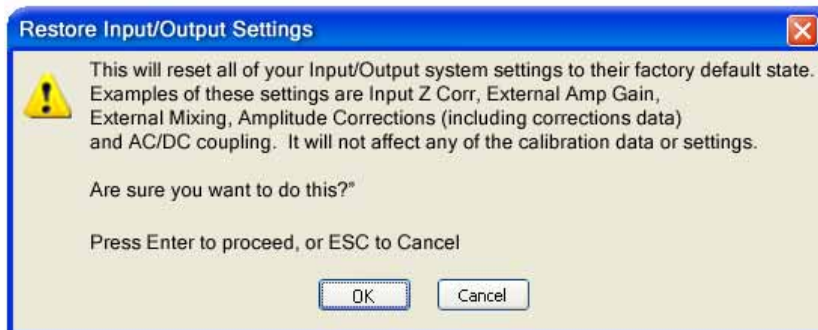 Restore Input/Output Settings
This will reset all of your Input/Output system settings to their factory default state.
Examples of these settings are Input Z Corr, External Amp Gain,
External Mixing, Amplitude Corrections (including corrections data)
and AC/DC coupling.  It will not affect any of the calibration data or settings.
Are sure you want to do this?"
Press Enter to proceed, or ESC to Cancel
OK
Cancel